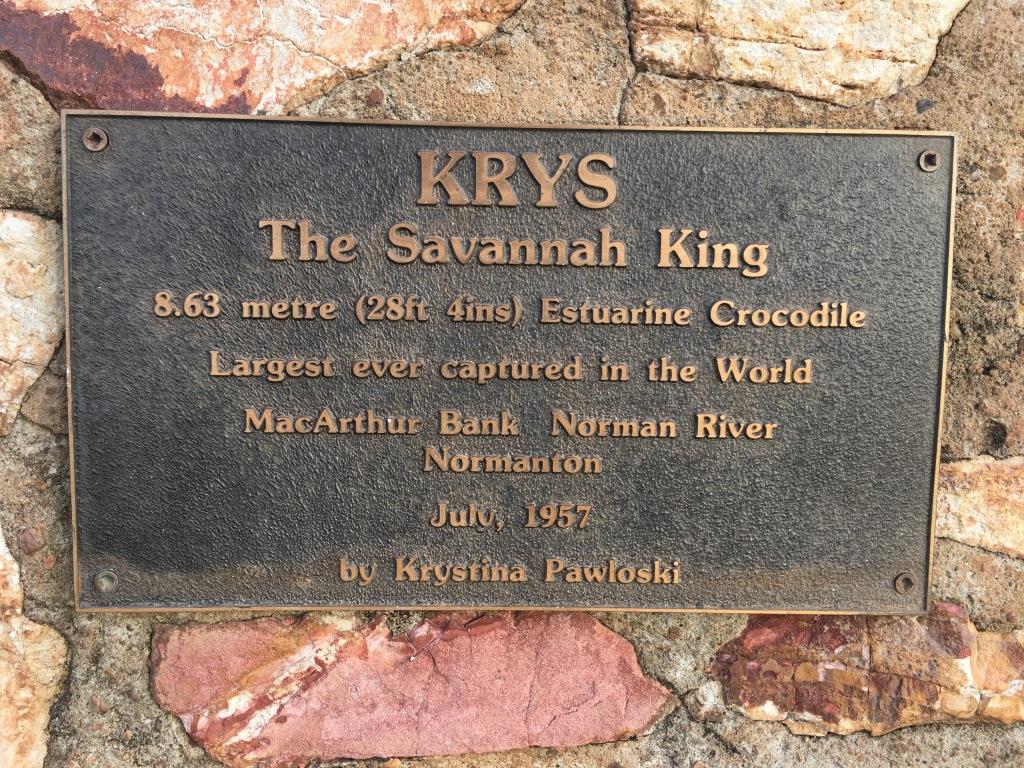 KRYS
The Savannah King
8.63 metre (28ft 4ins) Estuarine Crocodile
Largest ever captured in the World
MacArthur Bank Norman River
Normanton
July, 1957
by Krystina Pawloski